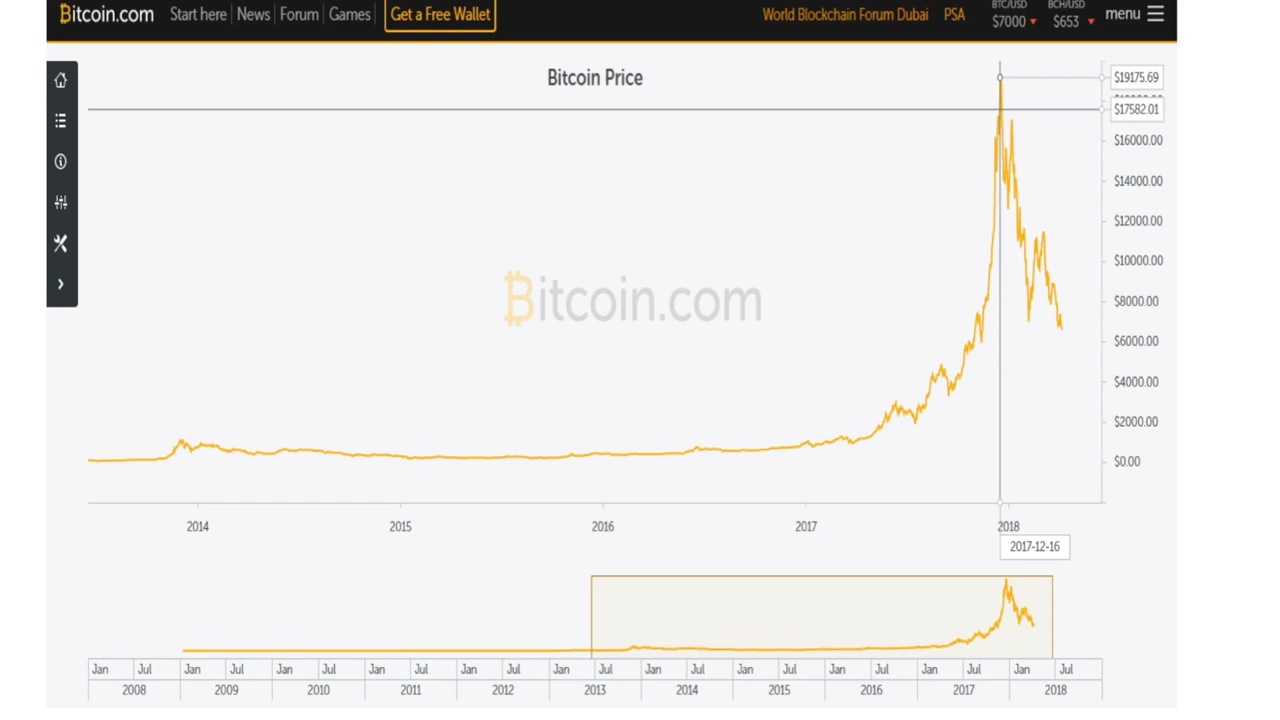 Bitcoin.com Start here News Forum Games Get a Free Wallet World Blockchain Forum Dubai PSA BTC/USD BCH/USD menu
$7000 $653
Bitcoin Price
$19175.69
$17582.01
$16000.00
$14000.00
$12000.00
$10000.00
Bitcoin.com
$8000.00
$6000.00
$4000.00
$2000.00
$0.00
2014 2015 2016 2017 2018
2017-12-16
Jan Jul Jan Jul Jan Jul Jan Jul Jan Jul Jan Jul Jan Jul Jan Jul Jan Jul Jan Jul Jan Jul
2008 2009 2010 2011 2012 2013 2014 2015 2016 2017 2018